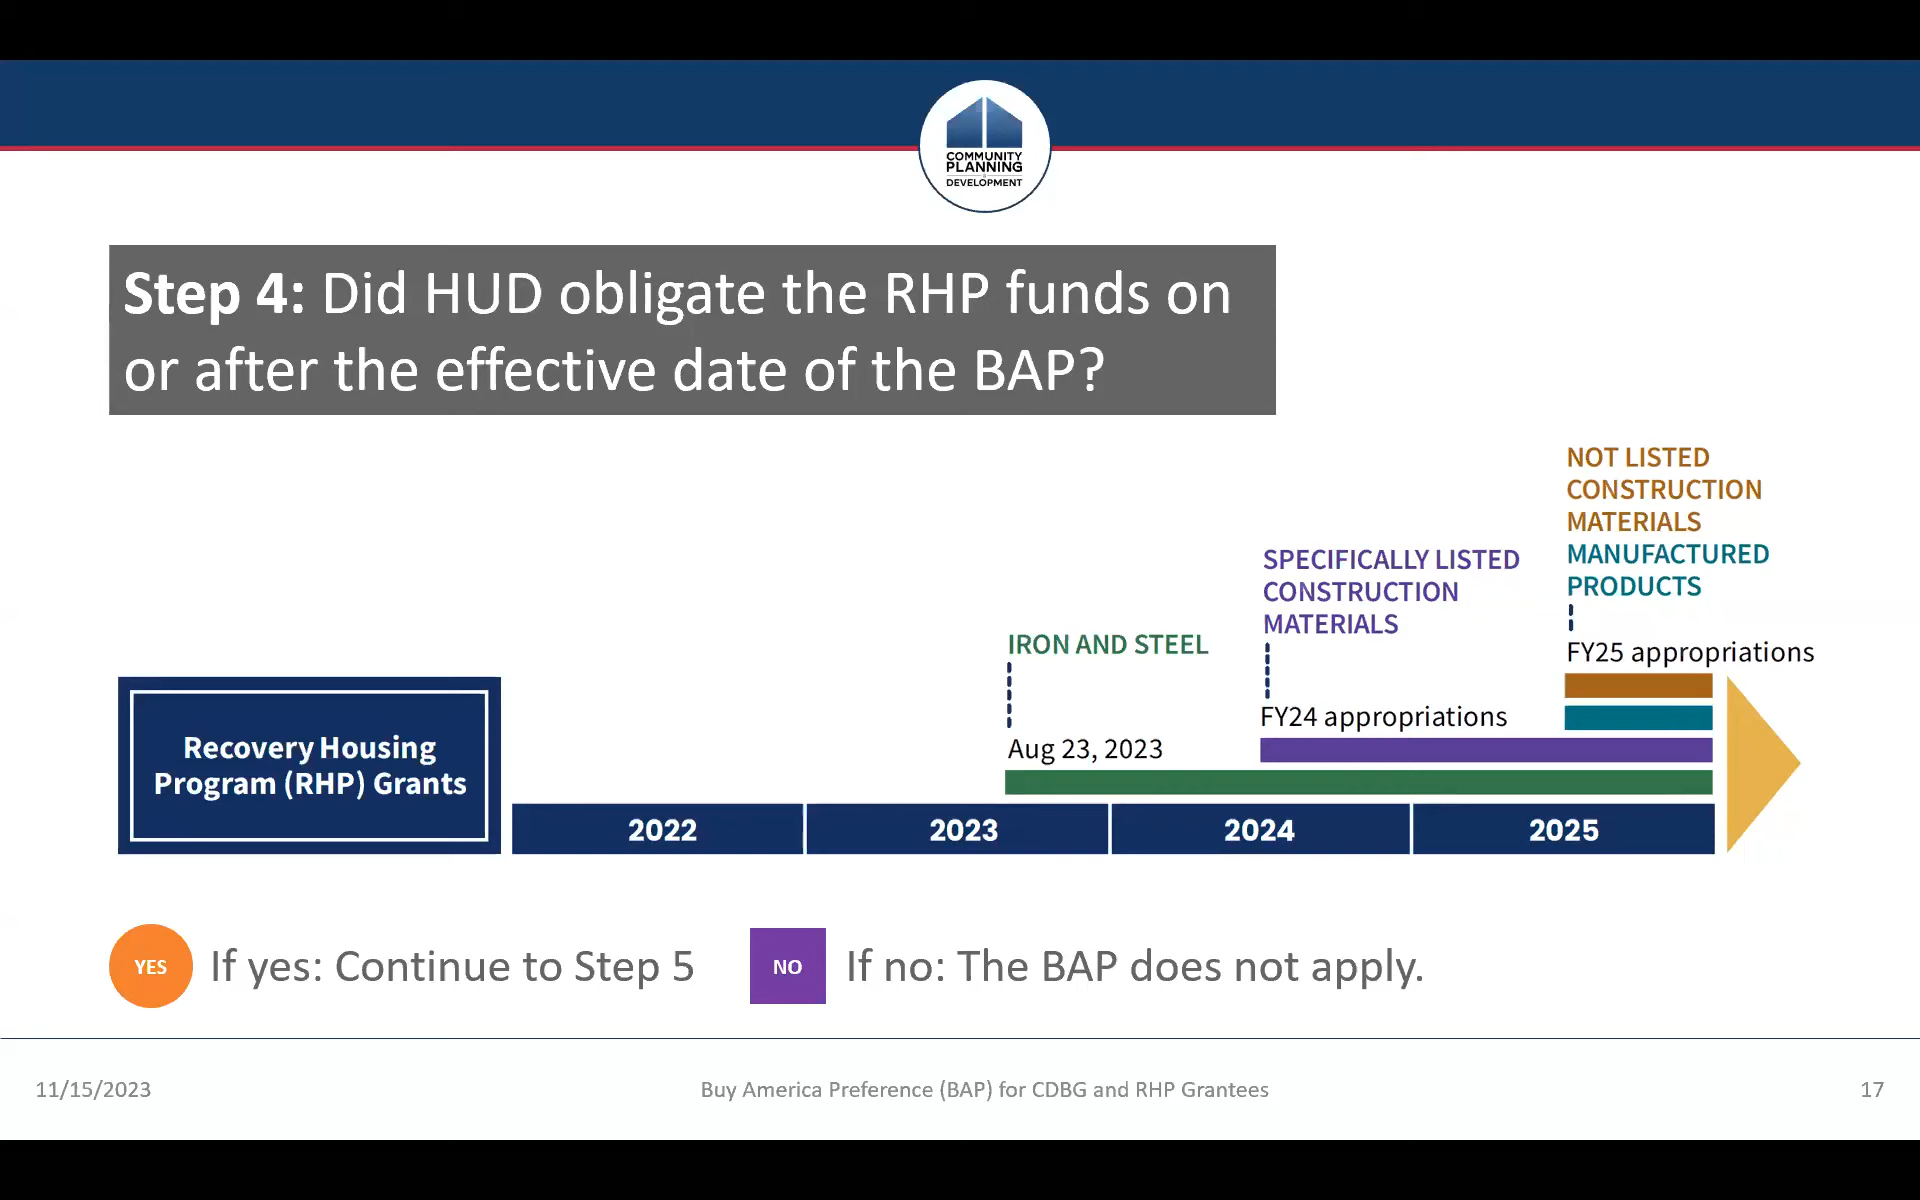 COMMUNITY
PLANNING
DEVELOPMENT
Step 4: Did HUD obligate the RHP funds on
or after the effective date of the BAP?
NOT LISTED
CONSTRUCTION
MATERIALS
MANUFACTURED
PRODUCTS
FY25 appropriations
SPECIFICALLY LISTED
CONSTRUCTION
MATERIALS
FY24 appropriations
IRON AND STEEL
Aug 23, 2023
Recovery Housing
Program (RHP) Grants
2022 2023 2024 2025
YES If yes: Continue to Step 5 NO If no: The BAP does not apply.
11/15/2023 Buy America Preference (BAP) for CDBG and RHP Grantees 17